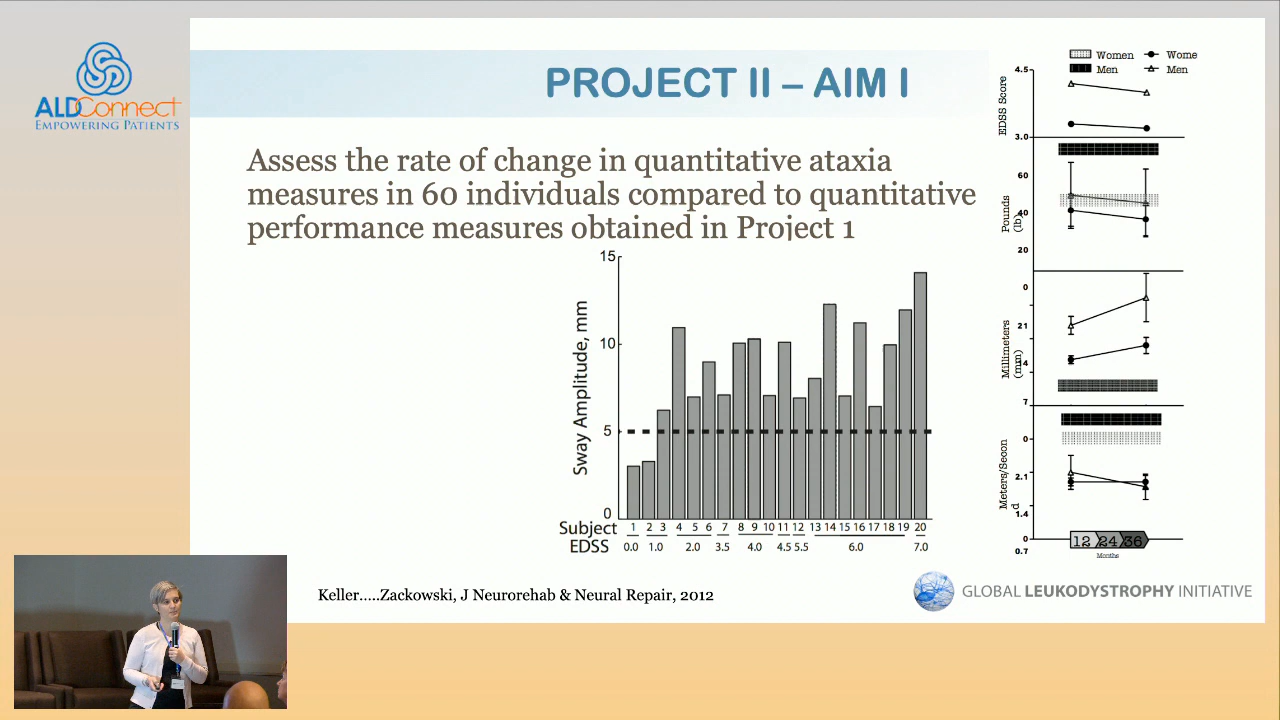 ALDConnect
EMPOWERING PATIENTS
PROJECT II – AIM I
Assess the rate of change in quantitative ataxia
measures in 60 individuals compared to quantitative
performance measures obtained in Project 1
15
10
5
0
Sway Amplitude, mm
Subject 1 2 3 4 5 6 7 8 9 10 11 12 13 14 15 16 17 18 19 20
EDSS 0.0 1.0 2.0 3.5 4.0 4.5 5.5 6.0 7.0
Keller.....Zackowski, J Neurorehab & Neural Repair, 2012
Women Wome
Men Men
4.5
EDSS Score
3.0
60
Pounds
(lb)
40
20
0
21
Millimeters
(mm)
14
7
0
Meters/Secon
d
2.1
1.4
0
0.7
12 24 36
Months
GLOBAL LEUKODYSTROPHY INITIATIVE